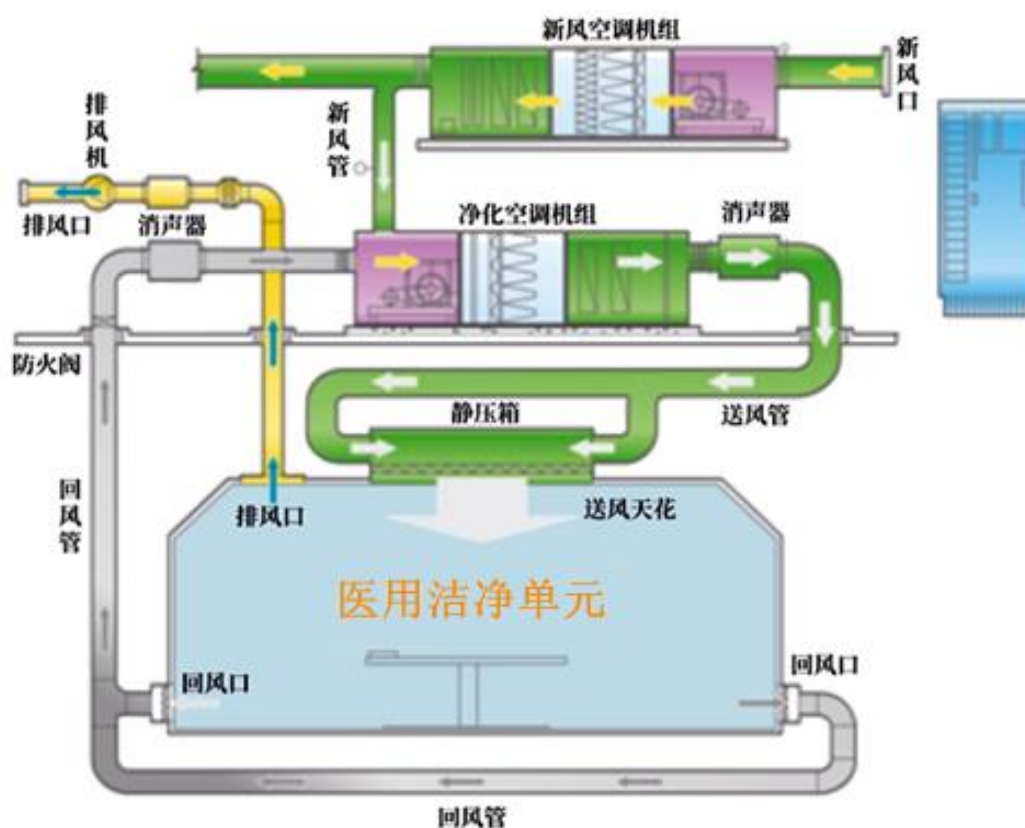 新风空调机组
新风口
排风机
新风管
排风口
消声器
净化空调机组
消声器
防火阀
静压箱
送风管
回风管
排风口
送风天花
医用洁净单元
回风口
回风口
回风管